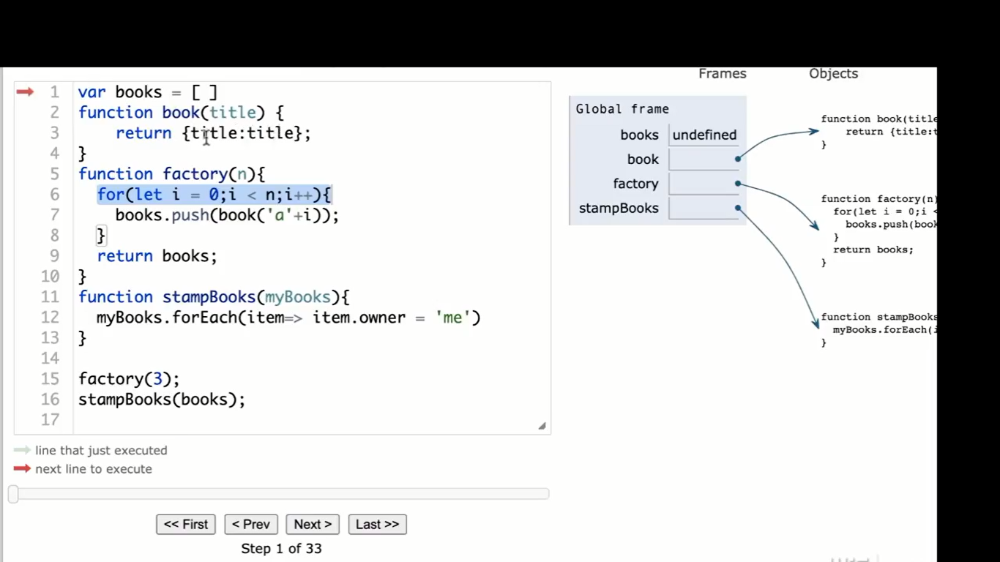 Frames Objects
1 var books = [ ]
2 function book(title) {
3 return {title:title};
4 }
5 function factory(n){
6 for(let i = 0;i < n;i++){
7 books.push(book('a'+i));
8 }
9 return books;
10 }
11 function stampBooks(myBooks){
12 myBooks.forEach(item=> item.owner = 'me')
13 }
14
15 factory(3);
16 stampBooks(books);
17
line that just executed
next line to execute
<< First < Prev Next > Last >>
Step 1 of 33
Global frame
books undefined
book
factory
stampBooks
function book(title
return {title:t
}
function factory(n)
for(let i = 0;i <
books.push(book
}
return books;
}
function stampBooks
myBooks.forEach(i
}